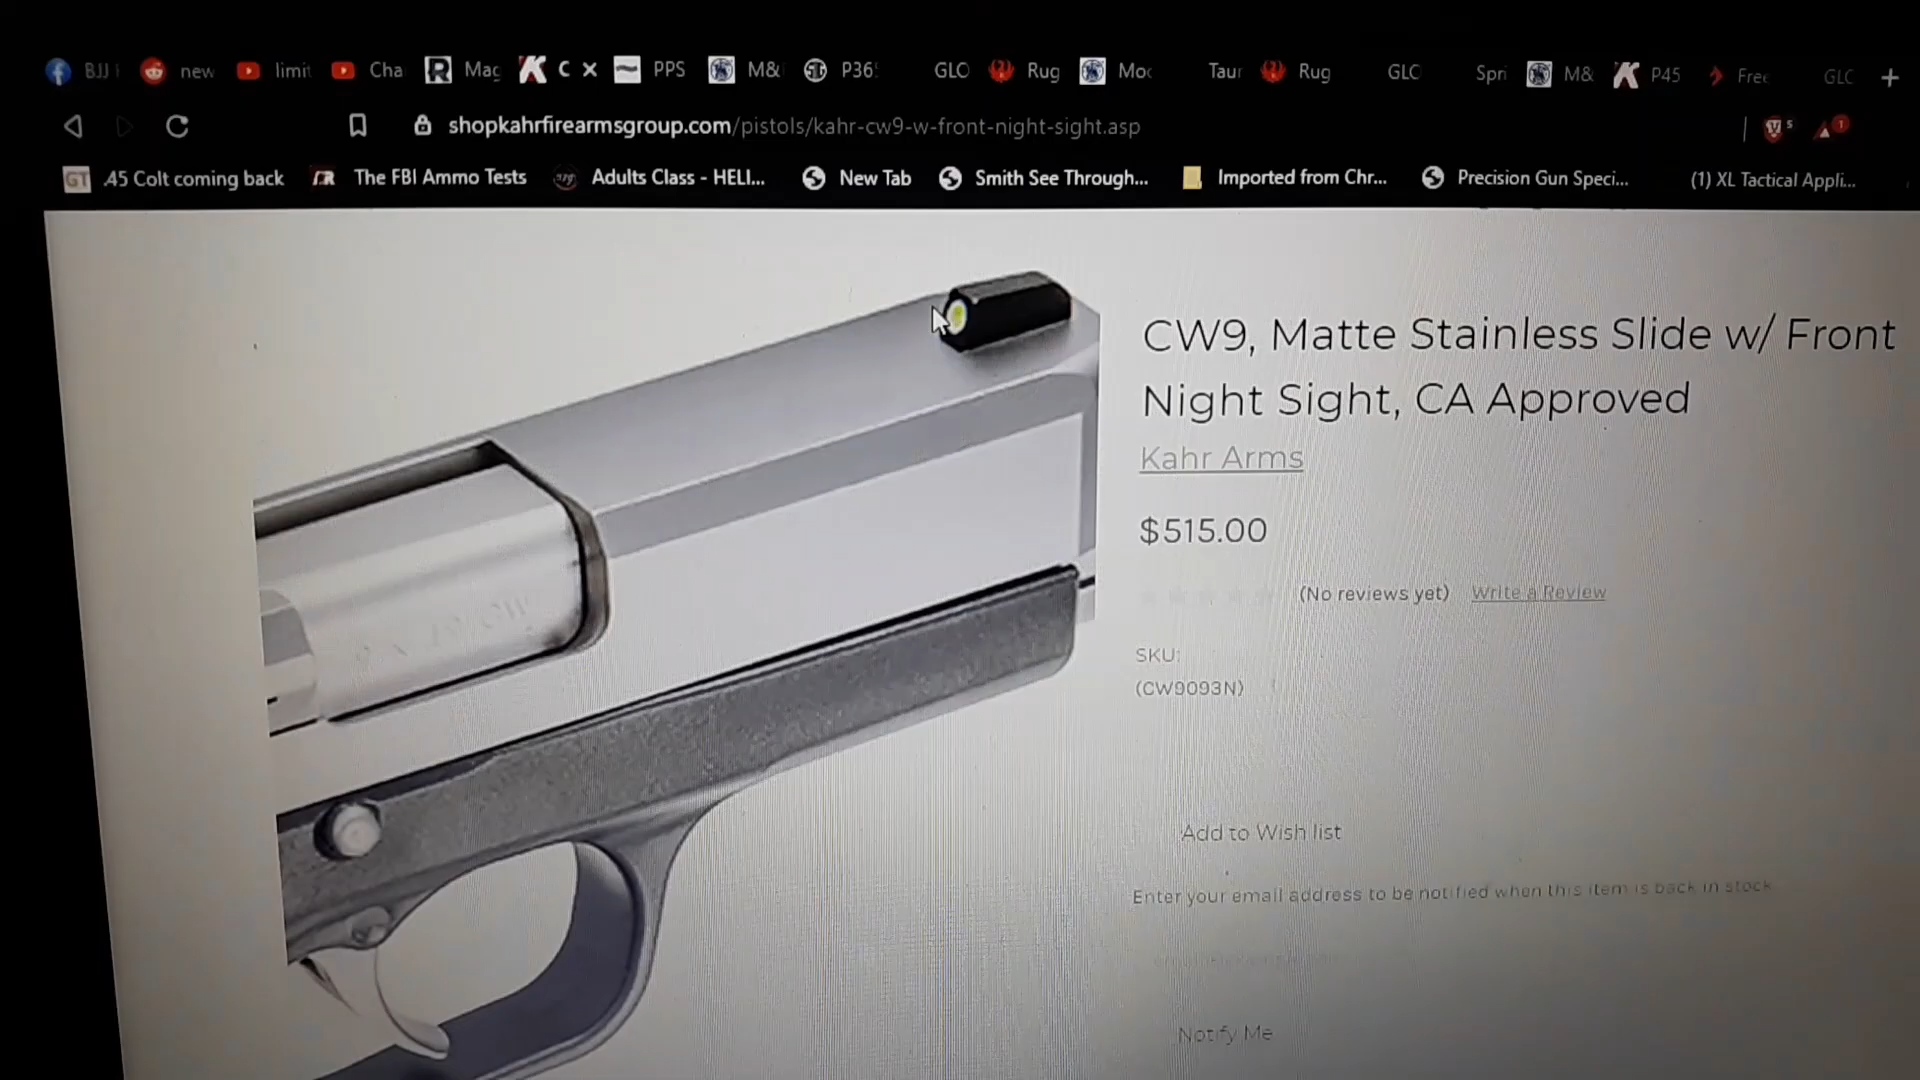 BJJ new limit Cha R Mag C × PPS M& P36 GLO Rug Mo Taur Rug GLC Spri M& P45 Free GLC +
shopkahrfirearmsgroup.com/pistols/kahr-cw9-w-front-night-sight.asp 5 1
GT .45 Colt coming back The FBI Ammo Tests Adults Class - HELI... New Tab Smith See Through... Imported from Chr... Precision Gun Speci... (1) XL Tactical Appli...
CW9, Matte Stainless Slide w/ Front
Night Sight, CA Approved
Kahr Arms
$515.00
(No reviews yet) Write a Review
SKU:
(CW9093N)
Add to Wish list
Enter your email address to be notified when this item is back in stock
Notify Me